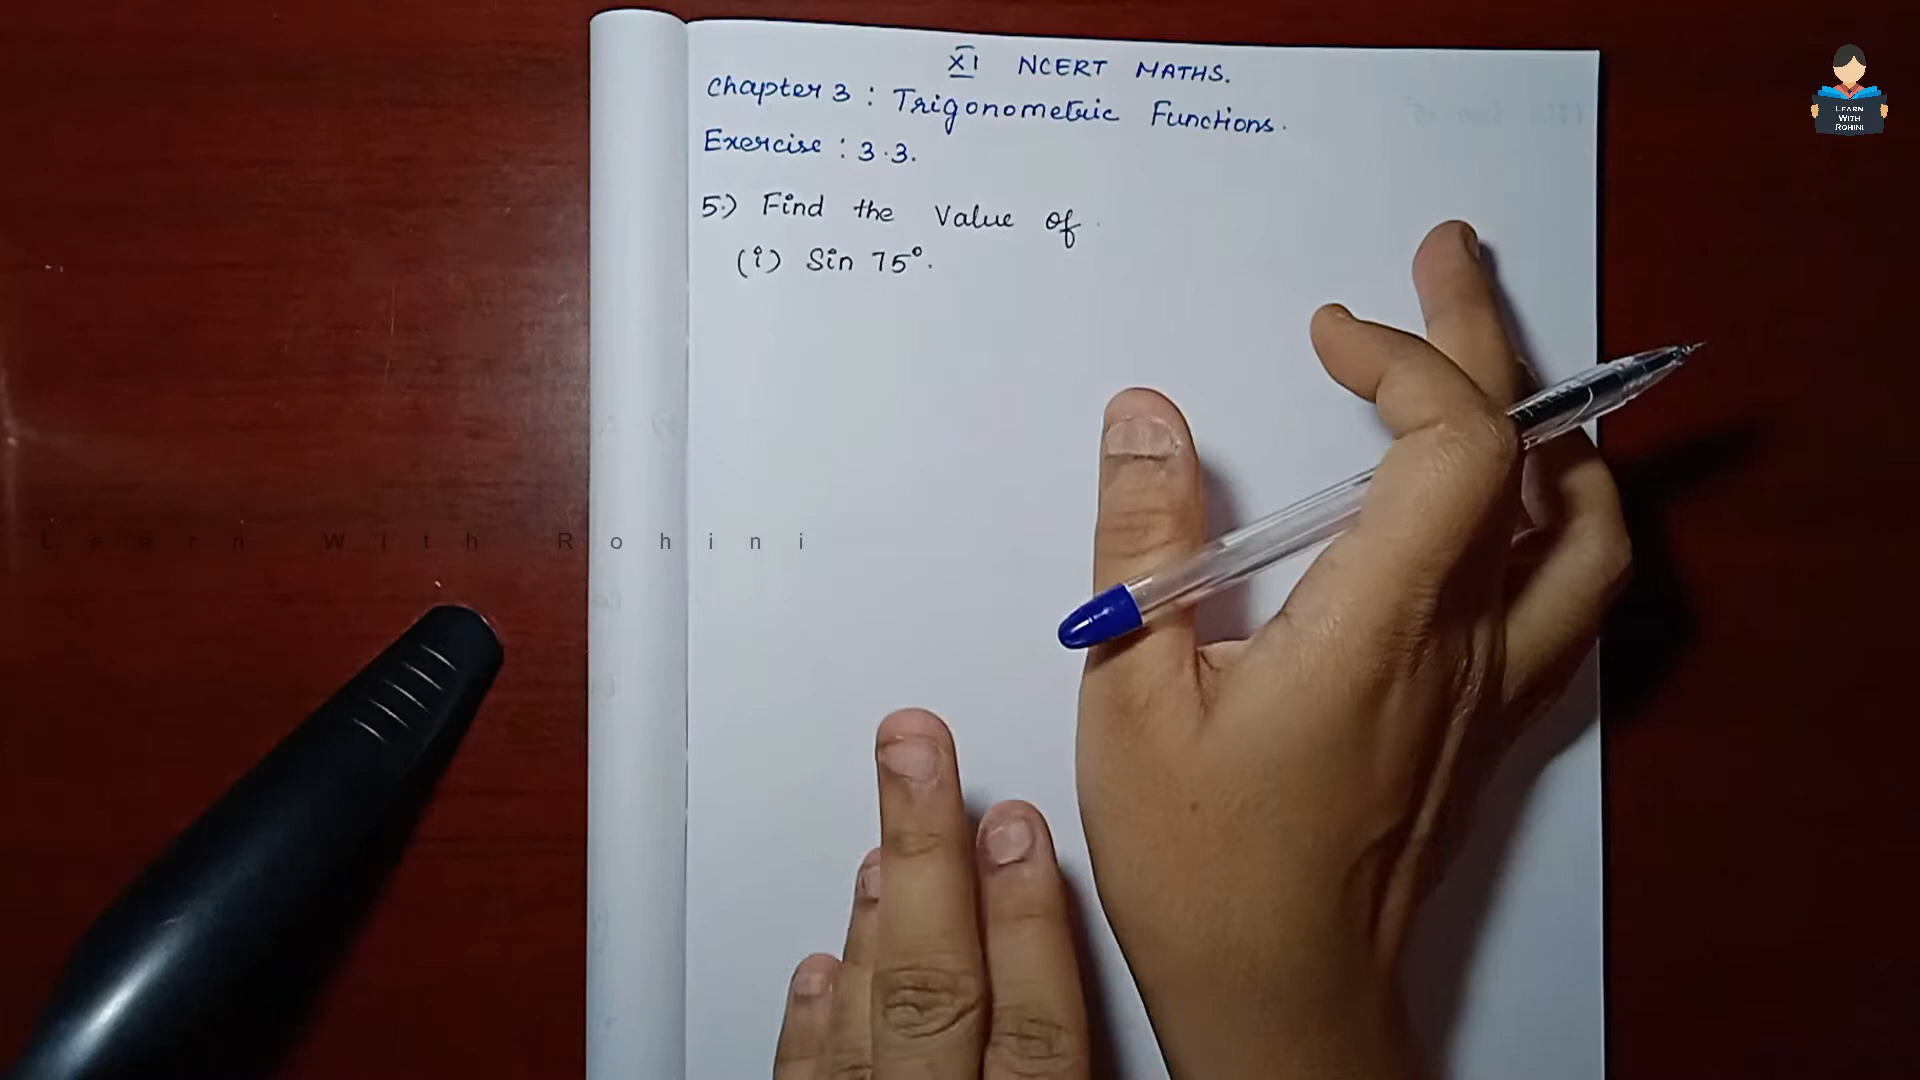 XI NCERT MATHS.
Chapter 3 : Trigonometric Functions.
Exercise : 3.3.
5.) Find the Value of
(i) Sin 75°.
Learn With Rohini
LEARN
WITH
ROHINI